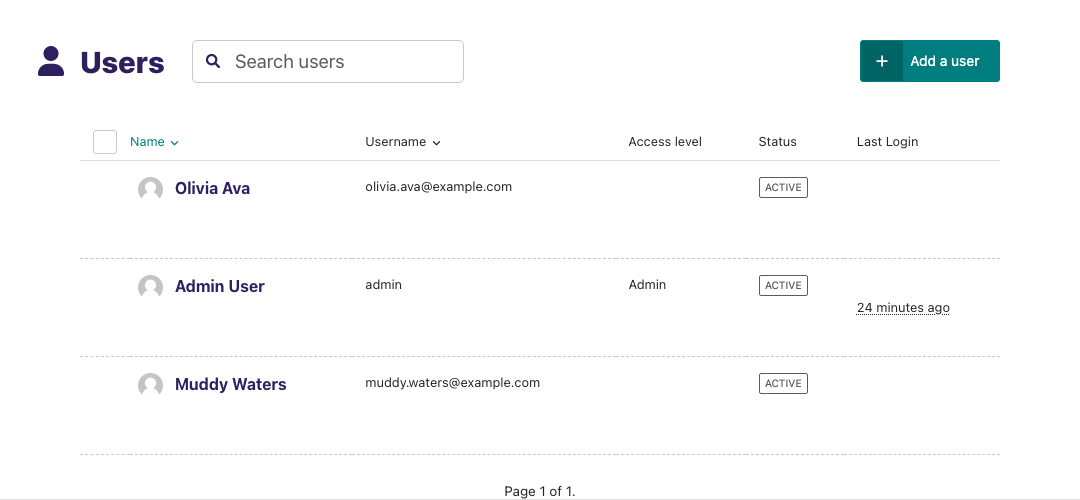 Users
Search users
+ Add a user
Name Username Access level Status Last Login
Olivia Ava olivia.ava@example.com ACTIVE
Admin User admin Admin ACTIVE
24 minutes ago
Muddy Waters muddy.waters@example.com ACTIVE
Page 1 of 1.